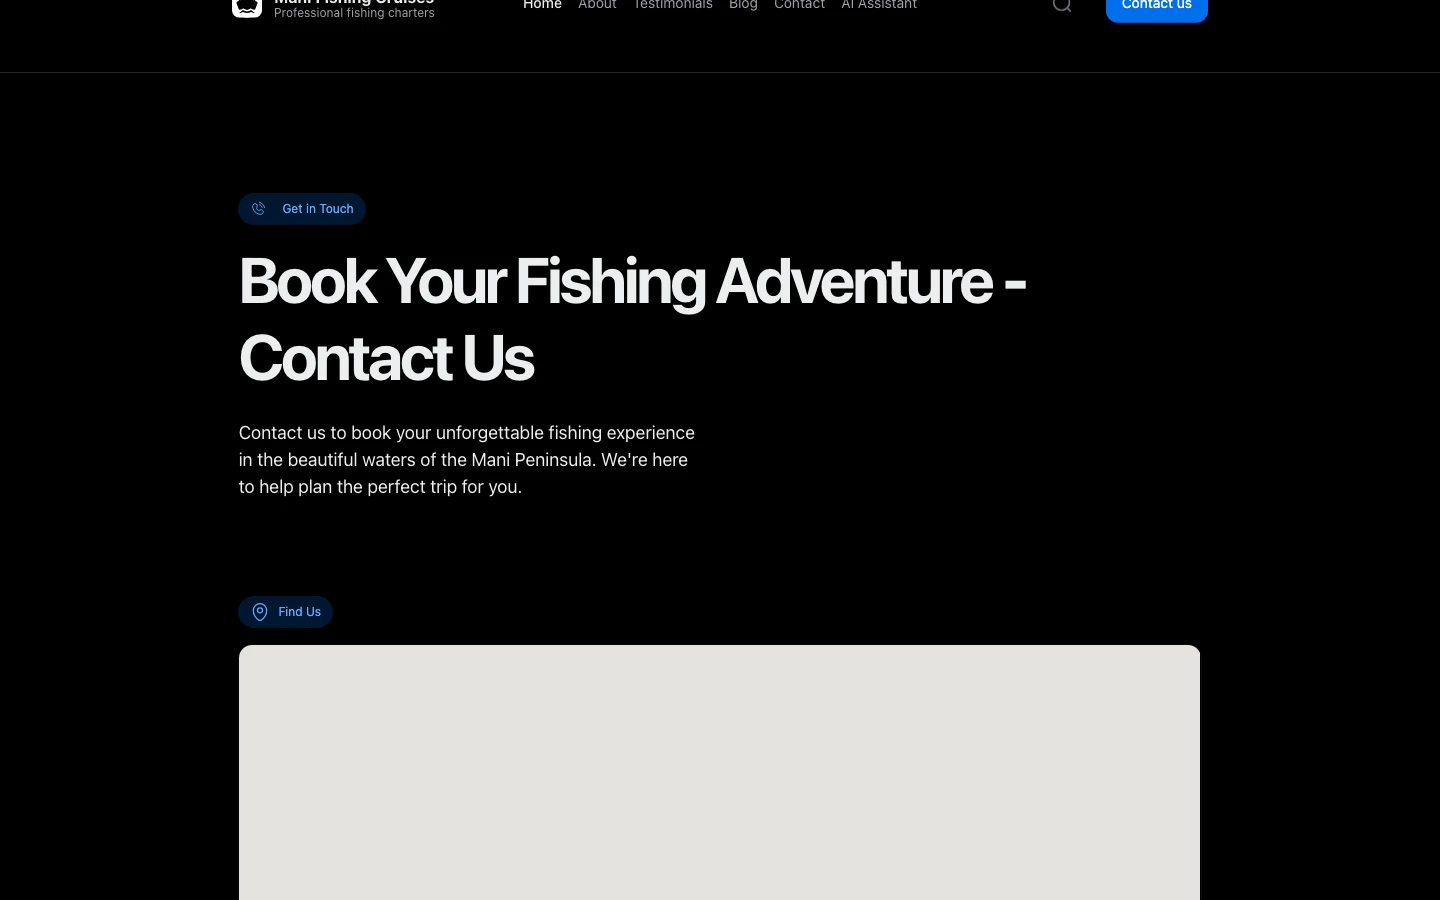 Mani Fishing Cruises
Professional fishing charters
Home About Testimonials Blog Contact AI Assistant
Contact us
Get in Touch
Book Your Fishing Adventure -
Contact Us
Contact us to book your unforgettable fishing experience
in the beautiful waters of the Mani Peninsula. We're here
to help plan the perfect trip for you.
Find Us